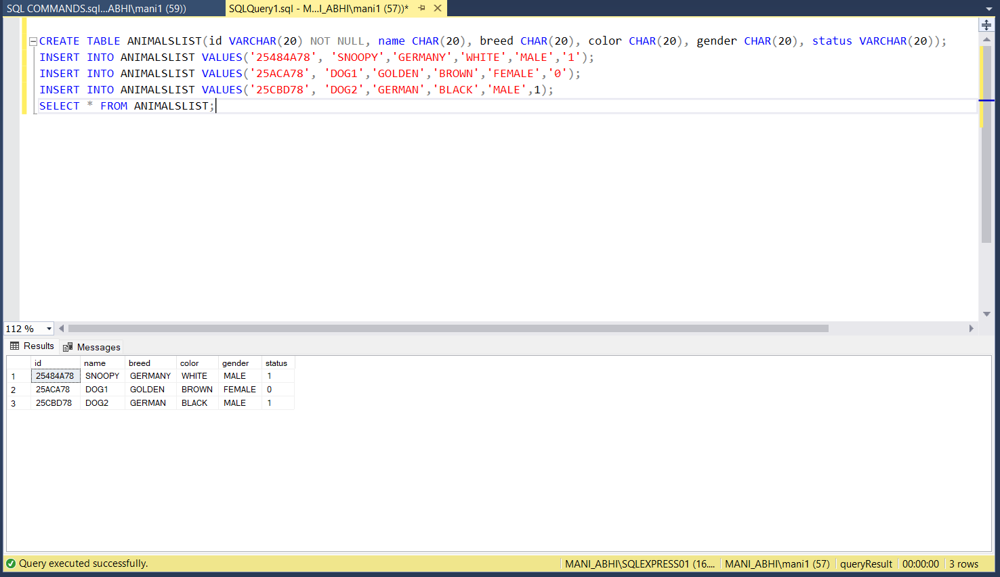 SQL COMMANDS.sql...ABHI\mani1 (59)) SQLQuery1.sql - M...I_ABHI\mani1 (57))*
CREATE TABLE ANIMALSLIST(id VARCHAR(20) NOT NULL, name CHAR(20), breed CHAR(20), color CHAR(20), gender CHAR(20), status VARCHAR(20));
INSERT INTO ANIMALSLIST VALUES('25484A78', 'SNOOPY','GERMANY','WHITE','MALE','1');
INSERT INTO ANIMALSLIST VALUES('25ACA78', 'DOG1','GOLDEN','BROWN','FEMALE','0');
INSERT INTO ANIMALSLIST VALUES('25CBD78', 'DOG2','GERMAN','BLACK','MALE',1);
SELECT * FROM ANIMALSLIST;
112 %
Results Messages
id name breed color gender status
1 25484A78 SNOOPY GERMANY WHITE MALE 1
2 25ACA78 DOG1 GOLDEN BROWN FEMALE 0
3 25CBD78 DOG2 GERMAN BLACK MALE 1
Query executed successfully. MANI_ABHI\SQLEXPRESS01 (16.... MANI_ABHI\mani1 (57) queryResult 00:00:00 3 rows